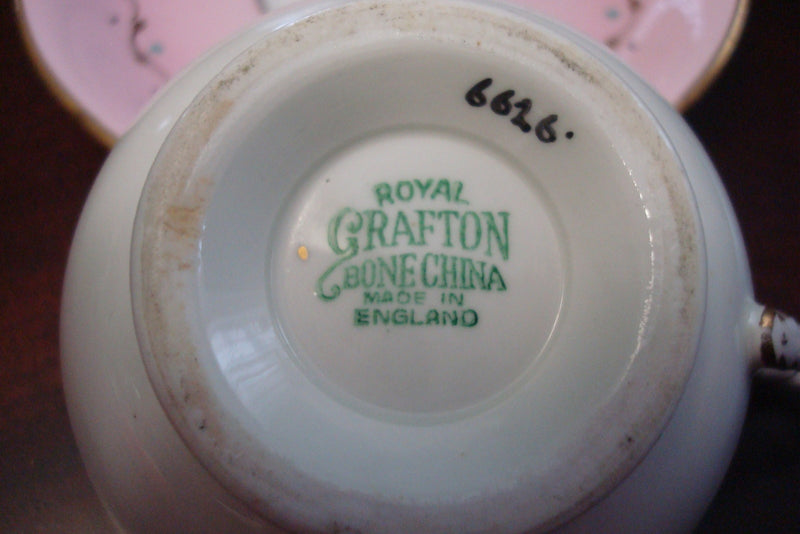 6626.
ROYAL
GRAFTON
BONE CHINA
MADE IN
ENGLAND